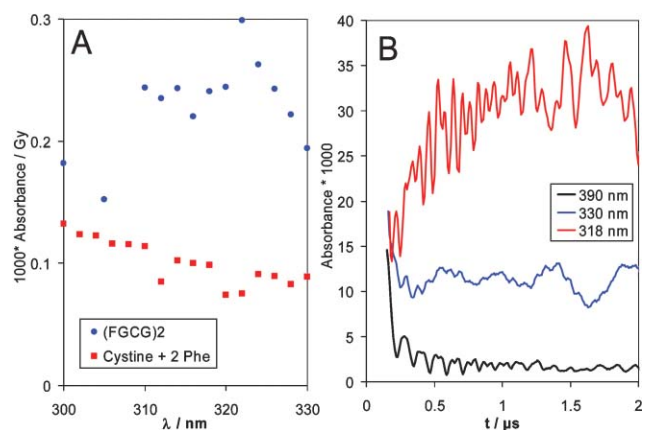 A
1000* Absorbance / Gy
0.3
0.2
0.1
0
(FGCG)2
Cystine + 2 Phe
300
310
320
330
λ / nm
B
Absorbance * 1000
40
35
30
25
20
15
10
5
0
390 nm
330 nm
318 nm
0
0.5
1
1.5
2
t / µs